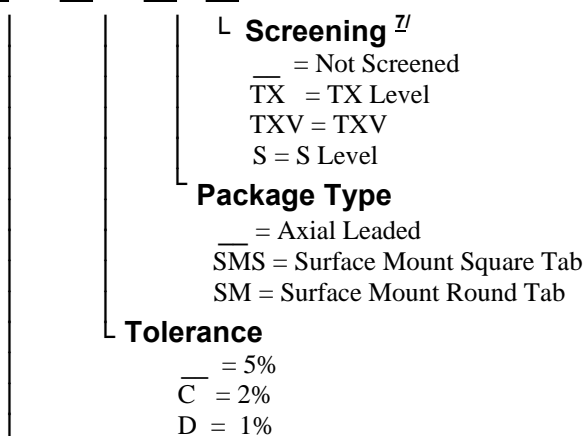 Screening 7/
__ = Not Screened
TX = TX Level
TXV = TXV
S = S Level
Package Type
__ = Axial Leaded
SMS = Surface Mount Square Tab
SM = Surface Mount Round Tab
Tolerance
__ = 5%
C = 2%
D = 1%